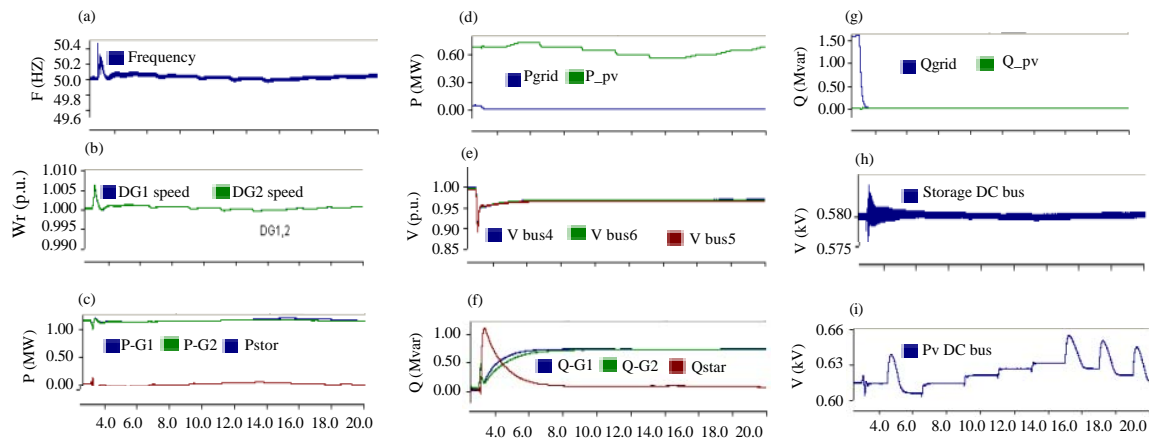 (a)
F (HZ)
50.4
50.2
50.0
49.8
49.6
Frequency
(b)
Wr (p.u.)
1.010
1.005
1.000
0.995
0.990
DG1 speed DG2 speed
DG1,2
(c)
P (MW)
1.00
0.50
0.00
P-G1 P-G2 Pstor
4.0 6.0 8.0 10.0 12.0 14.0 16.0 18.0 20.0
(d)
P (MW)
0.60
0.30
0.00
Pgrid P_pv
(e)
V (p.u.)
1.00
0.95
0.90
0.85
V bus4 V bus6 V bus5
(f)
Q (Mvar)
1.00
0.50
0.00
Q-G1 Q-G2 Qstar
4.0 6.0 8.0 10.0 12.0 14.0 16.0 18.0 20.0
(g)
Q (Mvar)
1.50
1.00
0.50
0.00
Qgrid Q_pv
(h)
V (kV)
0.580
0.575
Storage DC bus
(i)
V (kV)
0.66
0.63
0.60
Pv DC bus
4.0 6.0 8.0 10.0 12.0 14.0 16.0 18.0 20.0